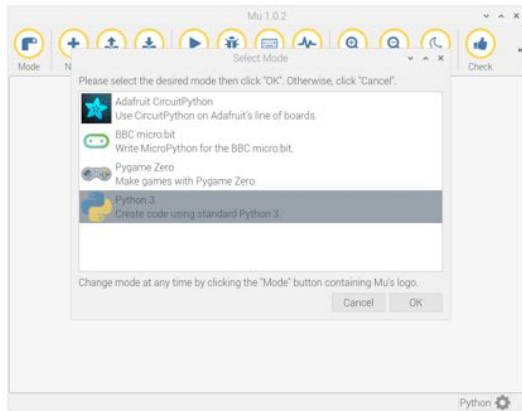 Mu 1.0.2
Mode
N
Check
Select Mode
Please select the desired mode then click "OK". Otherwise, click "Cancel".
Adafruit CircuitPython
Use CircuitPython on Adafruit's line of boards.
BBC micro:bit
Write MicroPython for the BBC micro:bit.
Pygame Zero
Make games with Pygame Zero.
Python 3
Create code using standard Python 3.
Change mode at any time by clicking the "Mode" button containing Mu's logo.
Cancel OK
Python